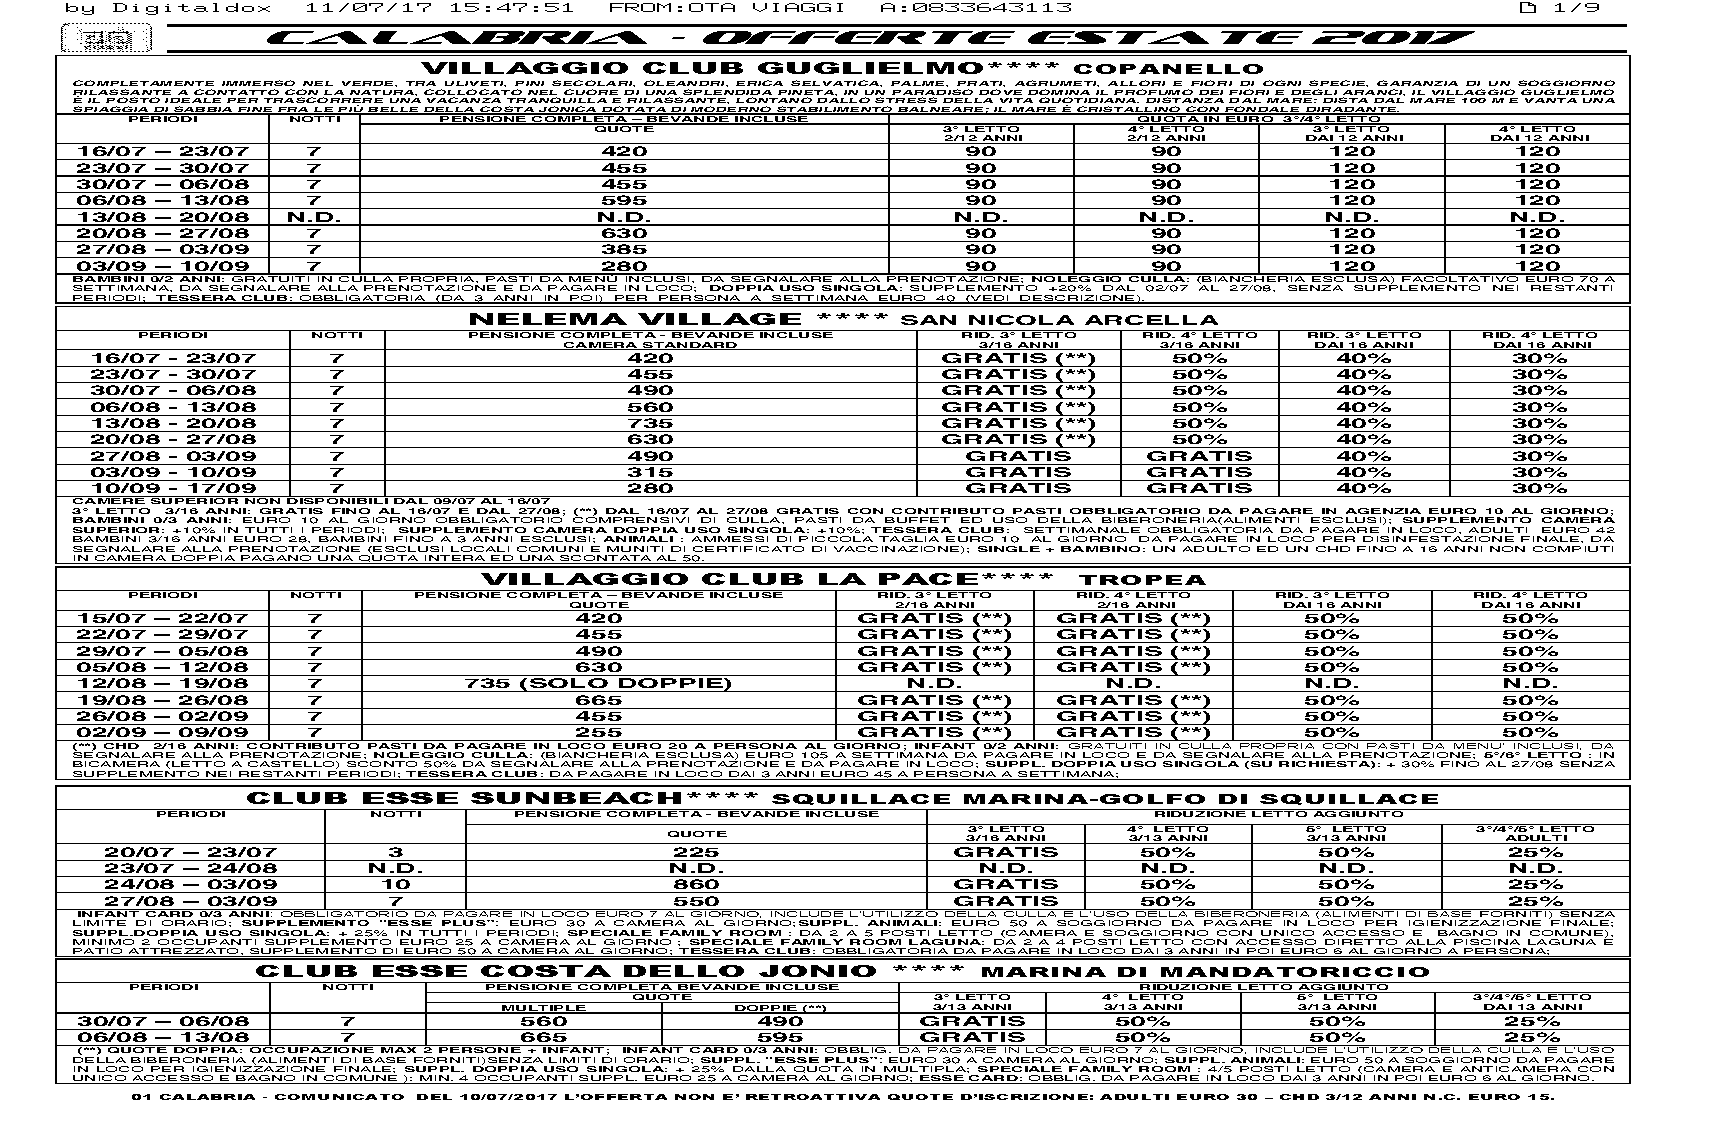 by Digitaldox 11/07/17 15:47:51 FROM:OTA VIAGGI A:0833643113 1/9
CALABRIA - OFFERTE ESTATE 2017
VILLAGGIO CLUB GUGLIELMO**** COPANELLO
COMPLETAMENTE IMMERSO NEL VERDE, TRA ULIVETI, PINI SECOLARI, OLEANDRI, ERICA SELVATICA, PALME, PRATI, AGRUMETI, ALLORI E FIORI DI OGNI SPECIE, GARANZIA DI UN SOGGIORNO
RILASSANTE A CONTATTO CON LA NATURA, COLLOCATO NEL CUORE DI UNA SPLENDIDA PINETA, IN UN PARADISO DOVE DOMINA IL PROFUMO DEI FIORI E DEGLI ARANCI, IL VILLAGGIO GUGLIELMO
È IL POSTO IDEALE PER TRASCORRERE UNA VACANZA TRANQUILLA E RILASSANTE, LONTANO DALLO STRESS DELLA VITA QUOTIDIANA. DISTANZA DAL MARE: DISTA DAL MARE 100 M E VANTA UNA
SPIAGGIA DI SABBIA FINE FRA LE PIÙ BELLE DELLA COSTA JONICA DOTATA DI MODERNO STABILIMENTO BALNEARE; IL MARE È CRISTALLINO CON FONDALE DIRADANTE.
PERIODI NOTTI PENSIONE COMPLETA – BEVANDE INCLUSE QUOTA IN EURO 3°/4° LETTO
QUOTE 3° LETTO 4° LETTO 3° LETTO 4° LETTO
2/12 ANNI 2/12 ANNI DAI 12 ANNI DAI 12 ANNI
16/07 – 23/07 7 420 90 90 120 120
23/07 – 30/07 7 455 90 90 120 120
30/07 – 06/08 7 455 90 90 120 120
06/08 – 13/08 7 595 90 90 120 120
13/08 – 20/08 N.D. N.D. N.D. N.D. N.D. N.D.
20/08 – 27/08 7 630 90 90 120 120
27/08 – 03/09 7 385 90 90 120 120
03/09 – 10/09 7 280 90 90 120 120
BAMBINI 0/2 ANNI: GRATUITI IN CULLA PROPRIA, PASTI DA MENÙ INCLUSI, DA SEGNALARE ALLA PRENOTAZIONE; NOLEGGIO CULLA: (BIANCHERIA ESCLUSA) FACOLTATIVO EURO 70 A
SETTIMANA, DA SEGNALARE ALLA PRENOTAZIONE E DA PAGARE IN LOCO; DOPPIA USO SINGOLA: SUPPLEMENTO +20% DAL 02/07 AL 27/08, SENZA SUPPLEMENTO NEI RESTANTI
PERIODI; TESSERA CLUB: OBBLIGATORIA (DA 3 ANNI IN POI) PER PERSONA A SETTIMANA EURO 40 (VEDI DESCRIZIONE).
NELEMA VILLAGE **** SAN NICOLA ARCELLA
PERIODI NOTTI PENSIONE COMPLETA - BEVANDE INCLUSE RID. 3° LETTO RID. 4° LETTO RID. 3° LETTO RID. 4° LETTO
CAMERA STANDARD 3/16 ANNI 3/16 ANNI DAI 16 ANNI DAI 16 ANNI
16/07 - 23/07 7 420 GRATIS (**) 50% 40% 30%
23/07 - 30/07 7 455 GRATIS (**) 50% 40% 30%
30/07 - 06/08 7 490 GRATIS (**) 50% 40% 30%
06/08 - 13/08 7 560 GRATIS (**) 50% 40% 30%
13/08 - 20/08 7 735 GRATIS (**) 50% 40% 30%
20/08 - 27/08 7 630 GRATIS (**) 50% 40% 30%
27/08 - 03/09 7 490 GRATIS GRATIS 40% 30%
03/09 - 10/09 7 315 GRATIS GRATIS 40% 30%
10/09 - 17/09 7 280 GRATIS GRATIS 40% 30%
CAMERE SUPERIOR NON DISPONIBILI DAL 09/07 AL 16/07
3° LETTO 3/16 ANNI: GRATIS FINO AL 16/07 E DAL 27/08; (**) DAL 16/07 AL 27/08 GRATIS CON CONTRIBUTO PASTI OBBLIGATORIO DA PAGARE IN AGENZIA EURO 10 AL GIORNO;
BAMBINI 0/3 ANNI: EURO 10 AL GIORNO OBBLIGATORIO COMPRENSIVI DI CULLA, PASTI DA BUFFET ED USO DELLA BIBERONERIA(ALIMENTI ESCLUSI); SUPPLEMENTO CAMERA
SUPERIOR: +10% IN TUTTI I PERIODI; SUPPLEMENTO CAMERA DOPPIA USO SINGOLA: +10%; TESSERA CLUB: SETTIMANALE OBBLIGATORIA DA PAGARE IN LOCO, ADULTI EURO 42
BAMBINI 3/16 ANNI EURO 28, BAMBINI FINO A 3 ANNI ESCLUSI; ANIMALI : AMMESSI DI PICCOLA TAGLIA EURO 10 AL GIORNO DA PAGARE IN LOCO PER DISINFESTAZIONE FINALE, DA
SEGNALARE ALLA PRENOTAZIONE (ESCLUSI LOCALI COMUNI E MUNITI DI CERTIFICATO DI VACCINAZIONE); SINGLE + BAMBINO: UN ADULTO ED UN CHD FINO A 16 ANNI NON COMPIUTI
IN CAMERA DOPPIA PAGANO UNA QUOTA INTERA ED UNA SCONTATA AL 50.
VILLAGGIO CLUB LA PACE**** TROPEA
PERIODI NOTTI PENSIONE COMPLETA – BEVANDE INCLUSE RID. 3° LETTO RID. 4° LETTO RID. 3° LETTO RID. 4° LETTO
QUOTE 2/16 ANNI 2/16 ANNI DAI 16 ANNI DAI 16 ANNI
15/07 – 22/07 7 420 GRATIS (**) GRATIS (**) 50% 50%
22/07 – 29/07 7 455 GRATIS (**) GRATIS (**) 50% 50%
29/07 – 05/08 7 490 GRATIS (**) GRATIS (**) 50% 50%
05/08 – 12/08 7 630 GRATIS (**) GRATIS (**) 50% 50%
12/08 – 19/08 7 735 (SOLO DOPPIE) N.D. N.D. N.D. N.D.
19/08 – 26/08 7 665 GRATIS (**) GRATIS (**) 50% 50%
26/08 – 02/09 7 455 GRATIS (**) GRATIS (**) 50% 50%
02/09 – 09/09 7 255 GRATIS (**) GRATIS (**) 50% 50%
(**) CHD 2/16 ANNI: CONTRIBUTO PASTI DA PAGARE IN LOCO EURO 20 A PERSONA AL GIORNO; INFANT 0/2 ANNI: GRATUITI IN CULLA PROPRIA CON PASTI DA MENU' INCLUSI, DA
SEGNALARE ALLA PRENOTAZIONE; NOLEGGIO CULLA: (BIANCHERIA ESCLUSA) EURO 105 A SETTIMANA DA PAGARE IN LOCO E DA SEGNALARE ALLA PRENOTAZIONE; 5°/6° LETTO : IN
BICAMERA (LETTO A CASTELLO) SCONTO 50% DA SEGNALARE ALLA PRENOTAZIONE E DA PAGARE IN LOCO; SUPPL. DOPPIA USO SINGOLA (SU RICHIESTA): + 30% FINO AL 27/08 SENZA
SUPPLEMENTO NEI RESTANTI PERIODI; TESSERA CLUB: DA PAGARE IN LOCO DAI 3 ANNI EURO 45 A PERSONA A SETTIMANA;
CLUB ESSE SUNBEACH**** SQUILLACE MARINA-GOLFO DI SQUILLACE
PERIODI NOTTI PENSIONE COMPLETA - BEVANDE INCLUSE RIDUZIONE LETTO AGGIUNTO
QUOTE 3° LETTO 4° LETTO 5° LETTO 3°/4°/5° LETTO
3/16 ANNI 3/13 ANNI 3/13 ANNI ADULTI
20/07 – 23/07 3 225 GRATIS 50% 50% 25%
23/07 – 24/08 N.D. N.D. N.D. N.D. N.D. N.D.
24/08 – 03/09 10 860 GRATIS 50% 50% 25%
27/08 – 03/09 7 550 GRATIS 50% 50% 25%
INFANT CARD 0/3 ANNI: OBBLIGATORIO DA PAGARE IN LOCO EURO 7 AL GIORNO, INCLUDE L'UTILIZZO DELLA CULLA E L'USO DELLA BIBERONERIA (ALIMENTI DI BASE FORNITI) SENZA
LIMITE DI ORARIO; SUPPLEMENTO "ESSE PLUS": EURO 30 A CAMERA AL GIORNO;SUPPL. ANIMALI: EURO 50 A SOGGIORNO DA PAGARE IN LOCO PER IGIENIZZAZIONE FINALE;
SUPPL.DOPPIA USO SINGOLA: + 25% IN TUTTI I PERIODI; SPECIALE FAMILY ROOM : DA 2 A 5 POSTI LETTO (CAMERA E SOGGIORNO CON UNICO ACCESSO E BAGNO IN COMUNE),
MINIMO 2 OCCUPANTI SUPPLEMENTO EURO 25 A CAMERA AL GIORNO ; SPECIALE FAMILY ROOM LAGUNA: DA 2 A 4 POSTI LETTO CON ACCESSO DIRETTO ALLA PISCINA LAGUNA E
PATIO ATTREZZATO, SUPPLEMENTO DI EURO 50 A CAMERA AL GIORNO; TESSERA CLUB: OBBLIGATORIA DA PAGARE IN LOCO DAI 3 ANNI IN POI EURO 6 AL GIORNO A PERSONA;
CLUB ESSE COSTA DELLO JONIO **** MARINA DI MANDATORICCIO
PERIODI NOTTI PENSIONE COMPLETA BEVANDE INCLUSE RIDUZIONE LETTO AGGIUNTO
QUOTE 3° LETTO 4° LETTO 5° LETTO 3°/4°/5° LETTO
MULTIPLE DOPPIE (**) 3/13 ANNI 3/13 ANNI 3/13 ANNI DAI 13 ANNI
30/07 – 06/08 7 560 490 GRATIS 50% 50% 25%
06/08 – 13/08 7 665 595 GRATIS 50% 50% 25%
(**) QUOTE DOPPIA: OCCUPAZIONE MAX 2 PERSONE + INFANT; INFANT CARD 0/3 ANNI: OBBLIG. DA PAGARE IN LOCO EURO 7 AL GIORNO, INCLUDE L'UTILIZZO DELLA CULLA E L'USO
DELLA BIBERONERIA (ALIMENTI DI BASE FORNITI)SENZA LIMITI DI ORARIO; SUPPL. "ESSE PLUS": EURO 30 A CAMERA AL GIORNO; SUPPL. ANIMALI: EURO 50 A SOGGIORNO DA PAGARE
IN LOCO PER IGIENIZZAZIONE FINALE; SUPPL. DOPPIA USO SINGOLA: + 25% DALLA QUOTA IN MULTIPLA; SPECIALE FAMILY ROOM : 4/5 POSTI LETTO (CAMERA E ANTICAMERA CON
UNICO ACCESSO E BAGNO IN COMUNE ): MIN. 4 OCCUPANTI SUPPL. EURO 25 A CAMERA AL GIORNO; ESSE CARD: OBBLIG. DA PAGARE IN LOCO DAI 3 ANNI IN POI EURO 6 AL GIORNO.
01 CALABRIA - COMUNICATO DEL 10/07/2017 L'OFFERTA NON E' RETROATTIVA QUOTE D'ISCRIZIONE: ADULTI EURO 30 – CHD 3/12 ANNI N.C. EURO 15.